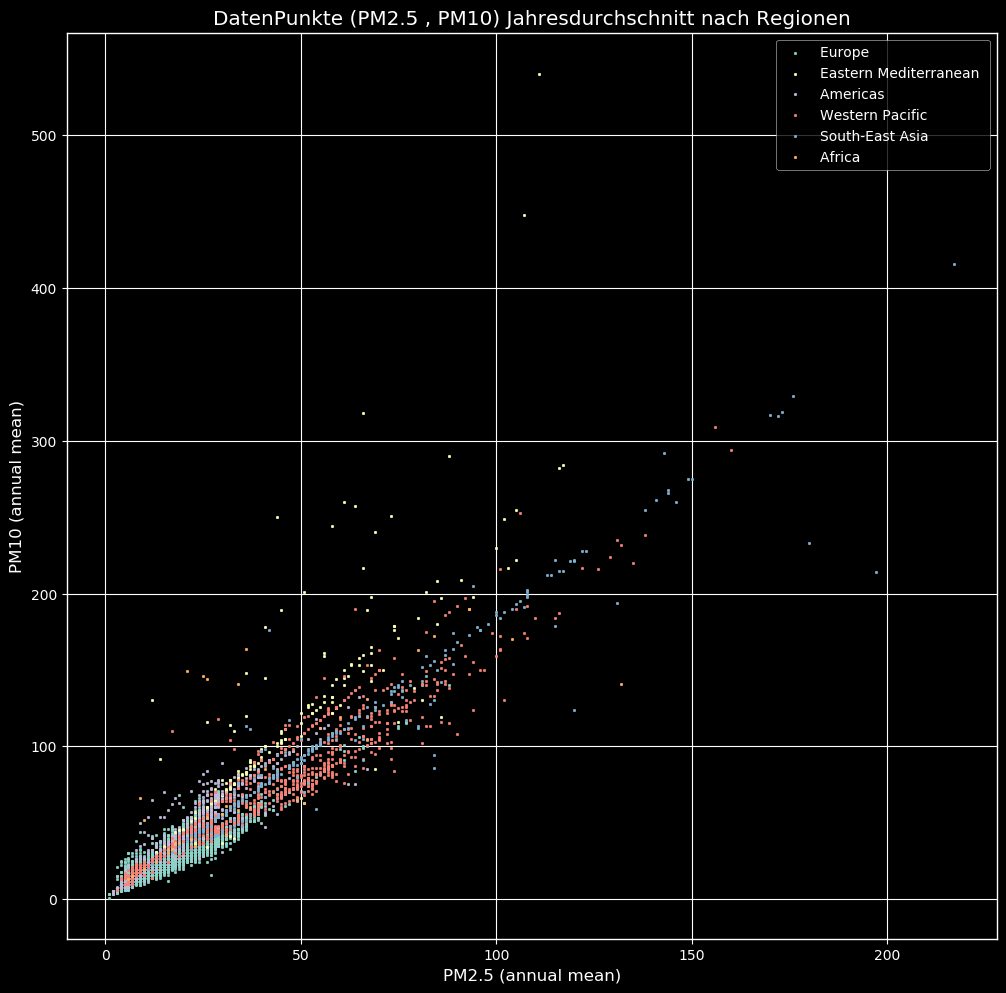 DatenPunkte (PM2.5 , PM10) Jahresdurchschnitt nach Regionen
Europe
Eastern Mediterranean
Americas
Western Pacific
South-East Asia
Africa
PM10 (annual mean)
500
400
300
200
100
0
0 50 100 150 200
PM2.5 (annual mean)